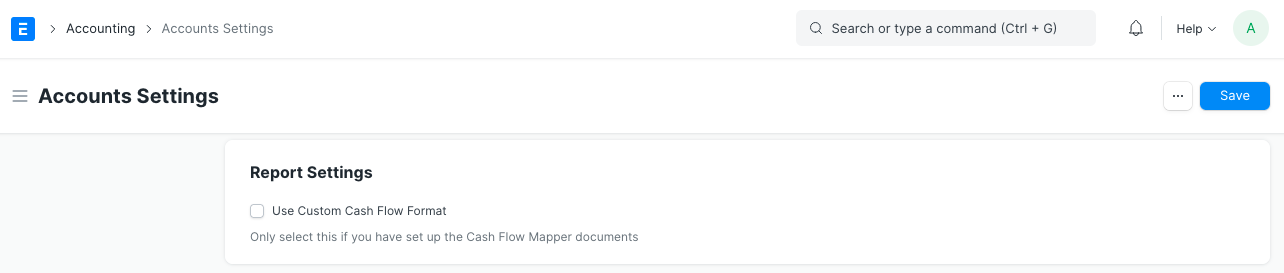 E Accounting Accounts Settings Search or type a command (Ctrl + G) Help A
Accounts Settings ... Save
Report Settings
Use Custom Cash Flow Format
Only select this if you have set up the Cash Flow Mapper documents